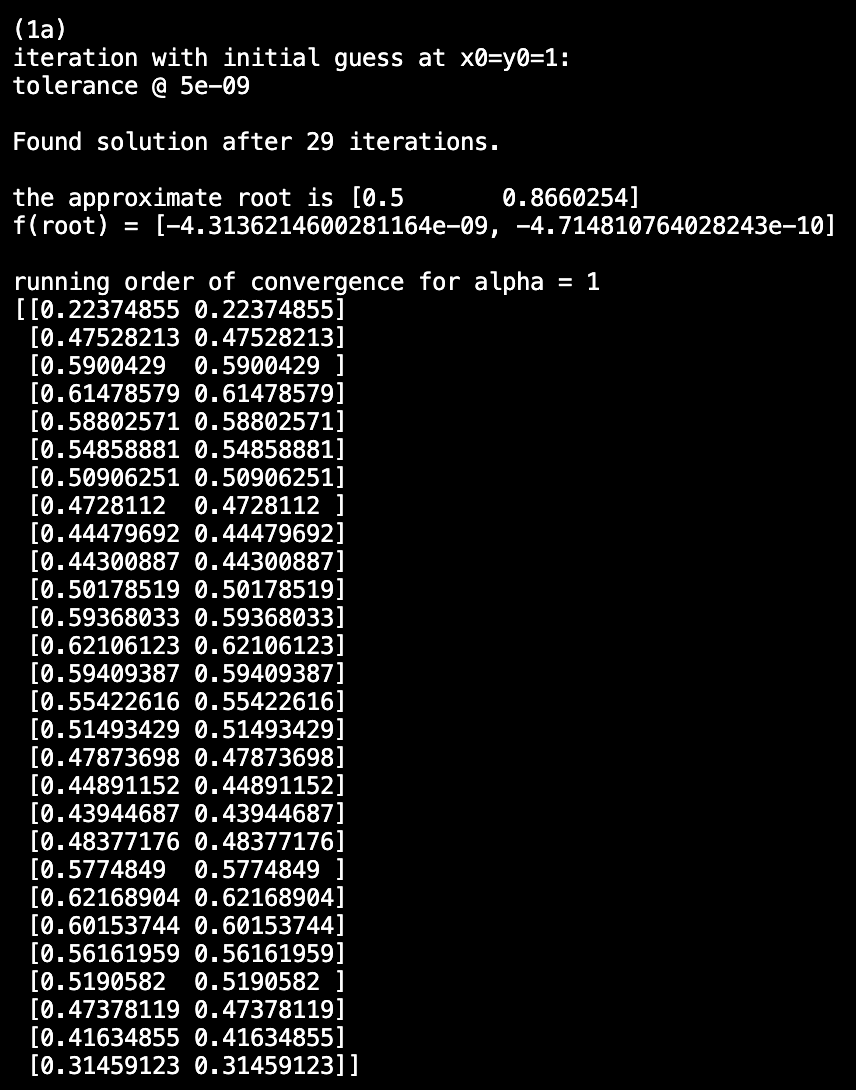 (1a)
iteration with initial guess at x0=y0=1:
tolerance @ 5e-09
Found solution after 29 iterations.
the approximate root is [0.5       0.8660254]
f(root) = [-4.3136214600281164e-09, -4.714810764028243e-10]
running order of convergence for alpha = 1
[[0.22374855 0.22374855]
 [0.47528213 0.47528213]
 [0.5900429  0.5900429 ]
 [0.61478579 0.61478579]
 [0.58802571 0.58802571]
 [0.54858881 0.54858881]
 [0.50906251 0.50906251]
 [0.4728112  0.4728112 ]
 [0.44479692 0.44479692]
 [0.44300887 0.44300887]
 [0.50178519 0.50178519]
 [0.59368033 0.59368033]
 [0.62106123 0.62106123]
 [0.59409387 0.59409387]
 [0.55422616 0.55422616]
 [0.51493429 0.51493429]
 [0.47873698 0.47873698]
 [0.44891152 0.44891152]
 [0.43944687 0.43944687]
 [0.48377176 0.48377176]
 [0.5774849  0.5774849 ]
 [0.62168904 0.62168904]
 [0.60153744 0.60153744]
 [0.56161959 0.56161959]
 [0.5190582  0.5190582 ]
 [0.47378119 0.47378119]
 [0.41634855 0.41634855]
 [0.31459123 0.31459123]]